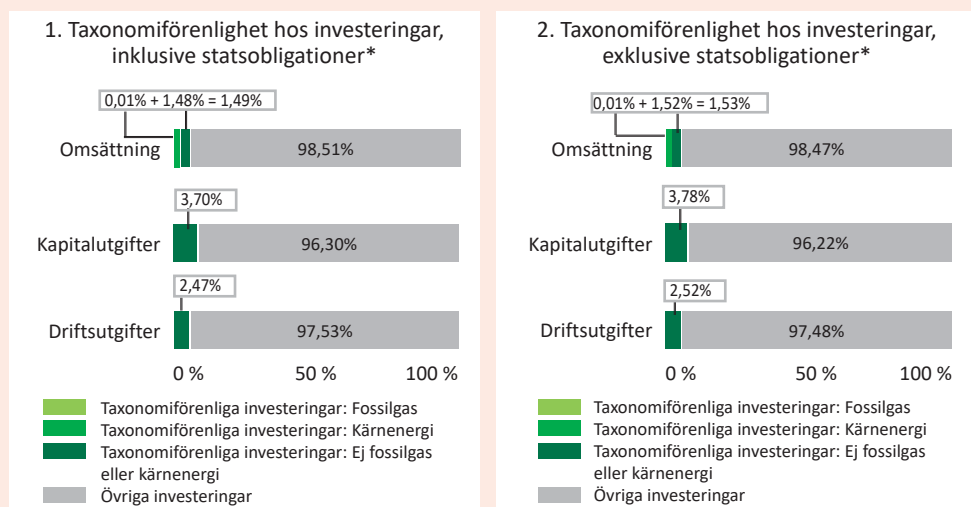 1. Taxonomiförenlighet hos investeringar,
inklusive statsobligationer*
0,01% + 1,48% = 1,49%
Omsättning
98,51%
3,70%
Kapitalutgifter
96,30%
2,47%
Driftsutgifter
97,53%
0 %
50 %
100 %
Taxonomiförenliga investeringar: Fossilgas
Taxonomiförenliga investeringar: Kärnenergi
Taxonomiförenliga investeringar: Ej fossilgas
eller kärnenergi
Övriga investeringar
2. Taxonomiförenlighet hos investeringar,
exklusive statsobligationer*
0,01% + 1,52% = 1,53%
Omsättning
98,47%
3,78%
Kapitalutgifter
96,22%
2,52%
Driftsutgifter
97,48%
0 %
50 %
100 %
Taxonomiförenliga investeringar: Fossilgas
Taxonomiförenliga investeringar: Kärnenergi
Taxonomiförenliga investeringar: Ej fossilgas
eller kärnenergi
Övriga investeringar